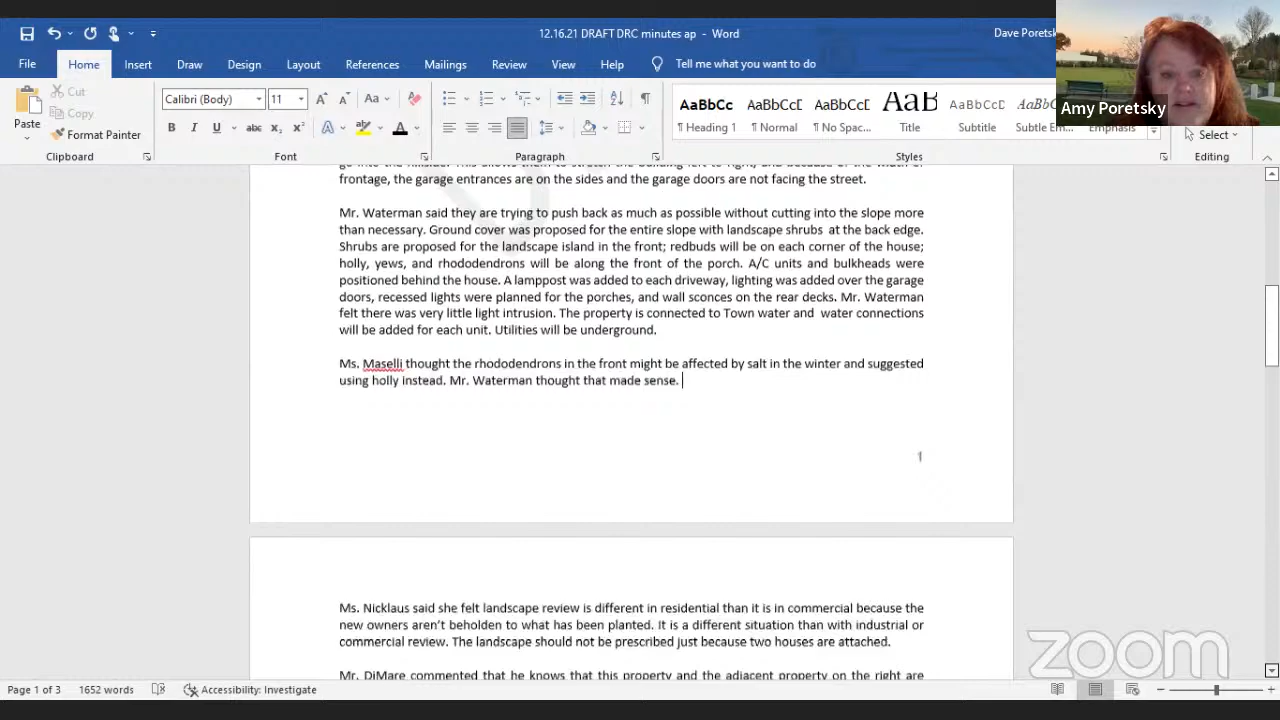 12.16.21 DRAFT DRC minutes ap - Word
Dave Poretsk
File Home Insert Draw Design Layout References Mailings Review View Help Tell me what you want to do
Amy Poretsky
Paste
Cut
Copy
Format Painter
Clipboard
Calibri (Body) 11
Font
Paragraph
AaBbCc AaBbCcD AaBbCcD AaB AaBbCcD AaBbCcD
¶ Heading 1 ¶ Normal ¶ No Spac... Title Subtitle Subtle Em... Emphasis
Styles
Select
Editing
frontage, the garage entrances are on the sides and the garage doors are not facing the street.
Mr. Waterman said they are trying to push back as much as possible without cutting into the slope more
than necessary. Ground cover was proposed for the entire slope with landscape shrubs at the back edge.
Shrubs are proposed for the landscape island in the front; redbuds will be on each corner of the house;
holly, yews, and rhododendrons will be along the front of the porch. A/C units and bulkheads were
positioned behind the house. A lamppost was added to each driveway, lighting was added over the garage
doors, recessed lights were planned for the porches, and wall sconces on the rear decks. Mr. Waterman
felt there was very little light intrusion. The property is connected to Town water and water connections
will be added for each unit. Utilities will be underground.
Ms. Maselli thought the rhododendrons in the front might be affected by salt in the winter and suggested
using holly instead. Mr. Waterman thought that made sense.
1
Ms. Nicklaus said she felt landscape review is different in residential than it is in commercial because the
new owners aren't beholden to what has been planted. It is a different situation than with industrial or
commercial review. The landscape should not be prescribed just because two houses are attached.
Mr. DiMare commented that he knows that this property and the adjacent property on the right are
zoom
Page 1 of 3 1652 words Accessibility: Investigate